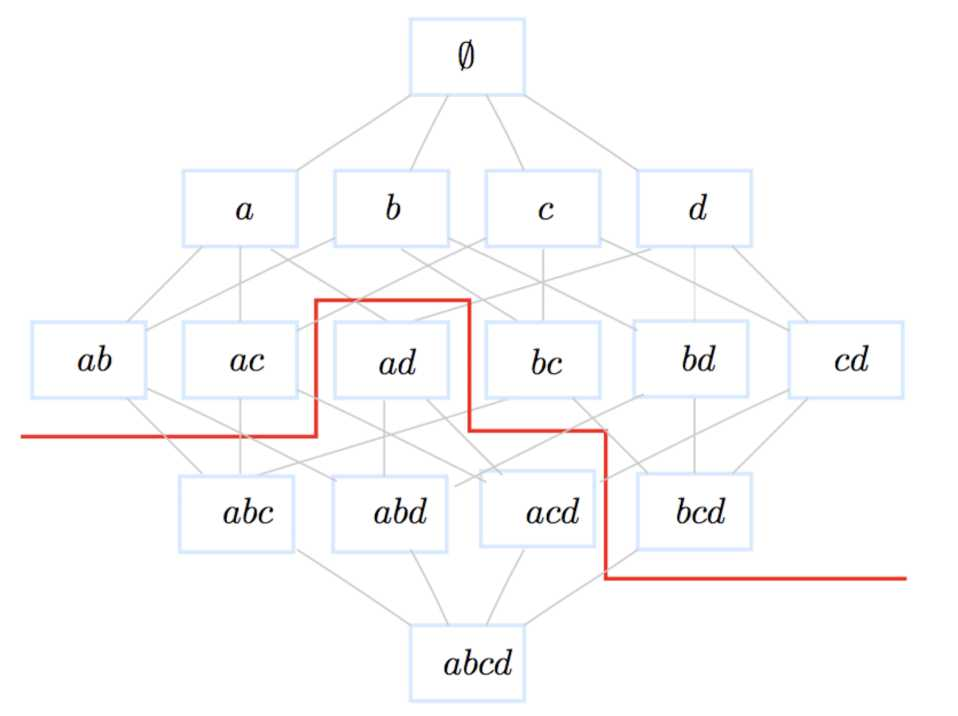 ∅
a b c d
ab ac ad bc bd cd
abc abd acd bcd
abcd